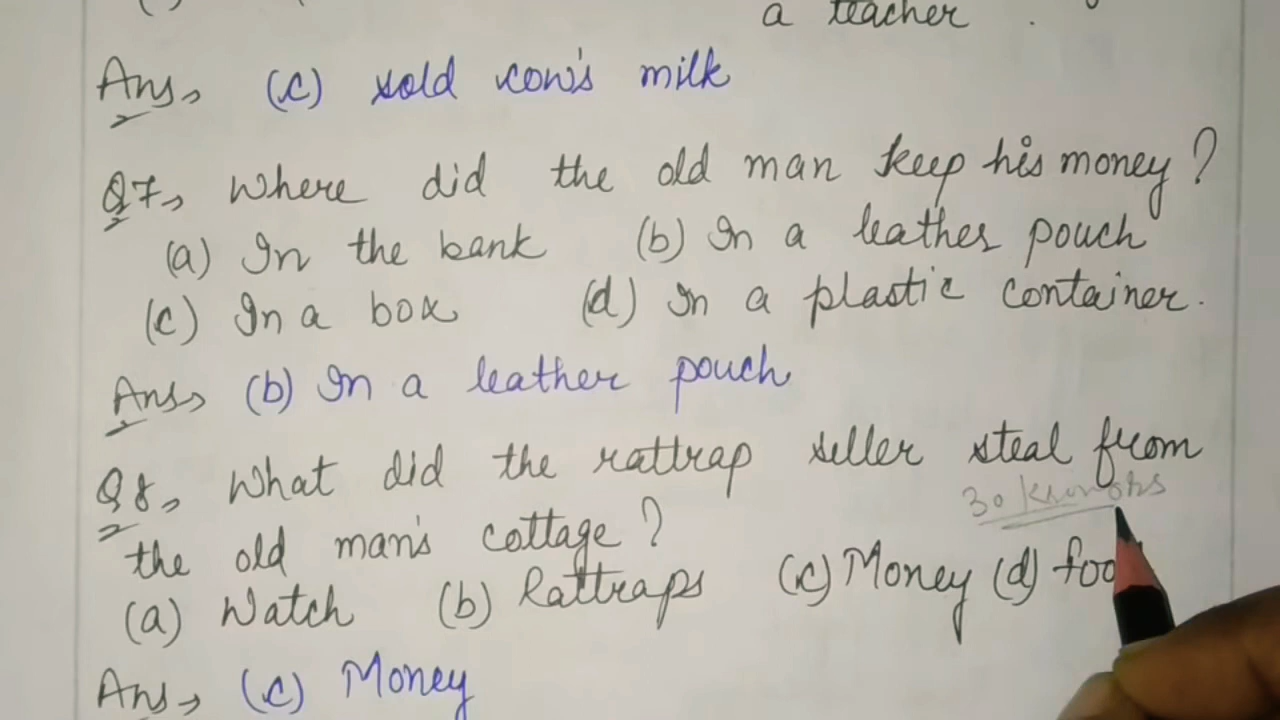 a teacher .
Ans, (c) sold cow's milk
Q7, Where did the old man keep his money?
(a) In the bank (b) In a leather pouch
(c) In a box (d) In a plastic container.
Ans, (b) In a leather pouch
Q8, What did the rattrap seller steal from
30 kronors
the old man's cottage?
(a) Watch (b) Rattraps (c) Money (d) foo
Ans, (c) Money